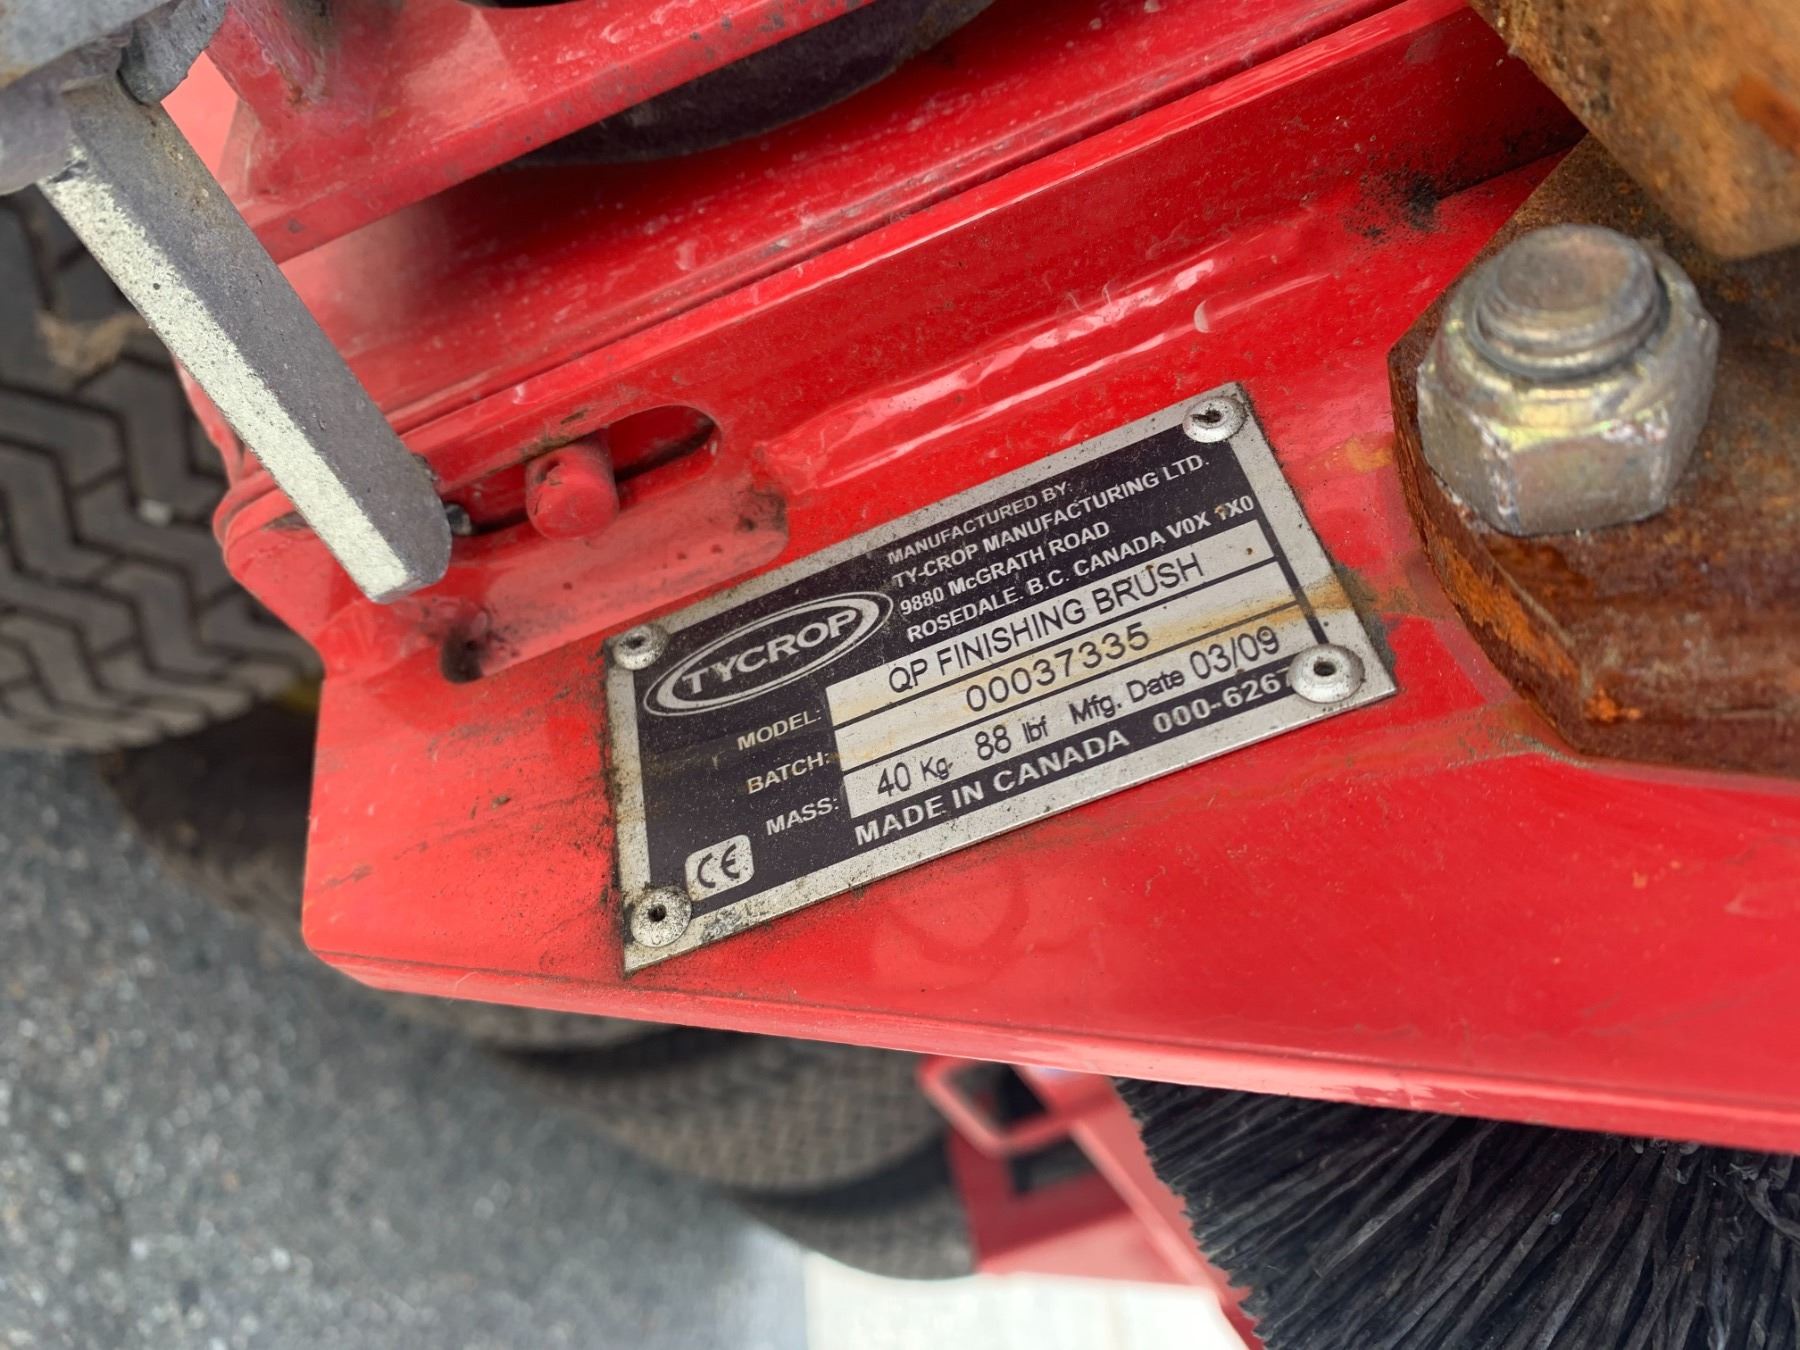 MANUFACTURED BY:
TY-CROP MANUFACTURING LTD.
9880 McGRATH ROAD
ROSEDALE. B.C. CANADA V0X 1X0
TYCROP
MODEL: QP FINISHING BRUSH
BATCH: 00037335
MASS: 40 Kg. 88 lbf Mfg. Date 03/09
CE MADE IN CANADA 000-6267